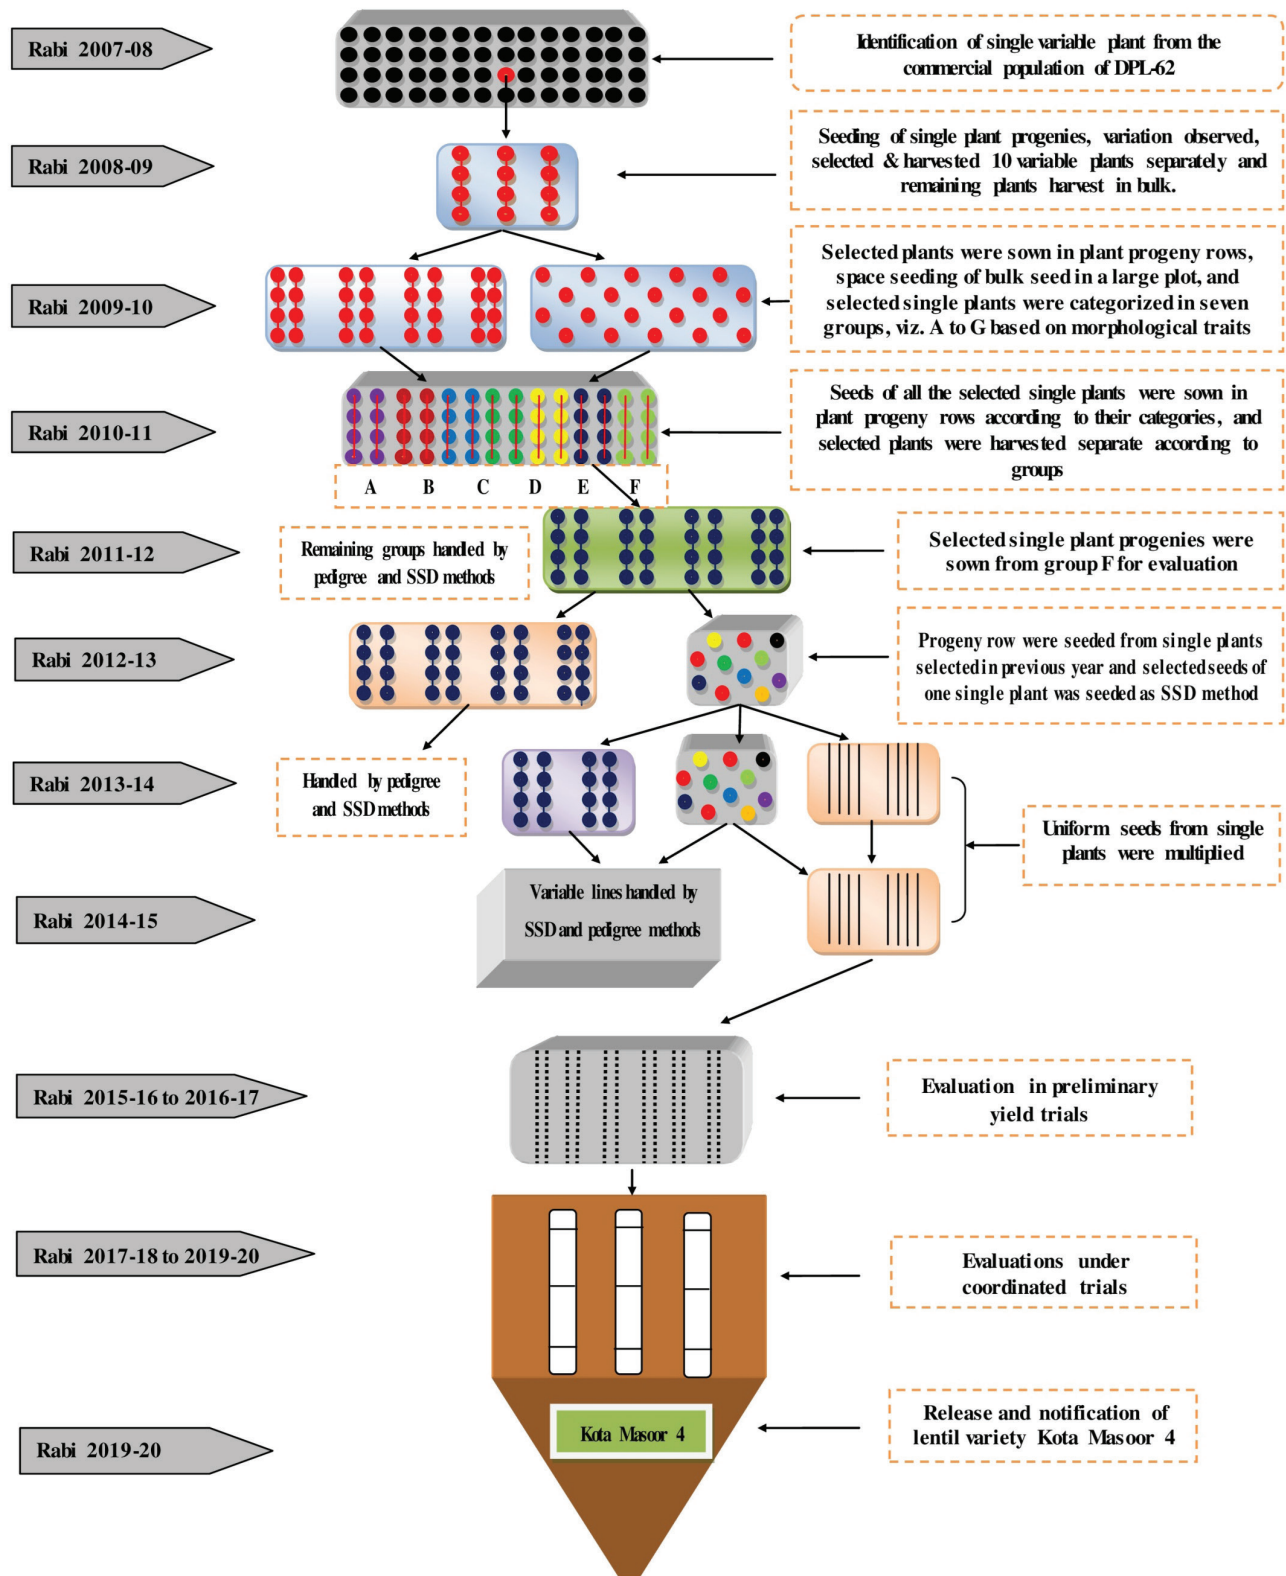 Rabi 2007-08
Identification of single variable plant from the
commercial population of DPL-62
Rabi 2008-09
Seeding of single plant progenies, variation observed,
selected & harvested 10 variable plants separately and
remaining plants harvest in bulk.
Rabi 2009-10
Selected plants were sown in plant progeny rows,
space seeding of bulk seed in a large plot, and
selected single plants were categorized in seven
groups, viz. A to G based on morphological traits
Rabi 2010-11
Seeds of all the selected single plants were sown in
plant progeny rows according to their categories, and
selected plants were harvested separate according to
groups
A B C D E F
Rabi 2011-12
Remaining groups handled by
pedigree and SSD methods
Selected single plant progenies were
sown from group F for evaluation
Rabi 2012-13
Progeny row were seeded from single plants
selected in previous year and selected seeds of
one single plant was seeded as SSD method
Rabi 2013-14
Handled by pedigree
and SSD methods
Uniform seeds from single
plants were multiplied
Rabi 2014-15
Variable lines handled by
SSD and pedigree methods
Rabi 2015-16 to 2016-17
Evaluation in preliminary
yield trials
Rabi 2017-18 to 2019-20
Evaluations under
coordinated trials
Rabi 2019-20
Kota Masoor 4
Release and notification of
lentil variety Kota Masoor 4